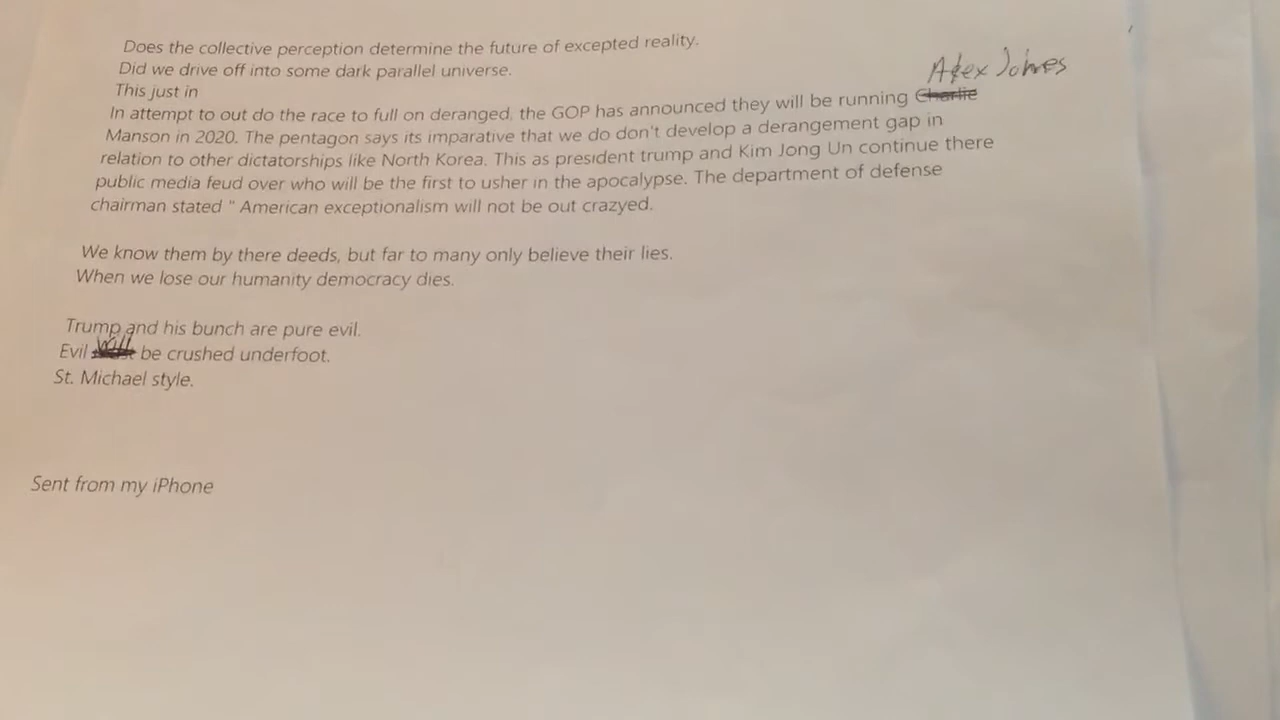 Does the collective perception determine the future of excepted reality.
Did we drive off into some dark parallel universe.
This just in
Alex Johes
In attempt to out do the race to full on deranged, the GOP has announced they will be running Charlie
Manson in 2020. The pentagon says its imparative that we do don't develop a derangement gap in
relation to other dictatorships like North Korea. This as president trump and Kim Jong Un continue there
public media feud over who will be the first to usher in the apocalypse. The department of defense
chairman stated " American exceptionalism will not be out crazyed.
We know them by there deeds, but far to many only believe their lies.
When we lose our humanity democracy dies.
Trump and his bunch are pure evil.
Evil will be crushed underfoot.
St. Michael style.
Sent from my iPhone